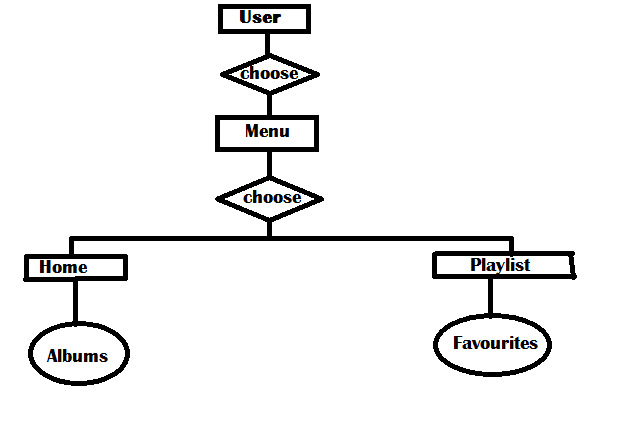 User
choose
Menu
choose
Home
Playlist
Albums
Favourites